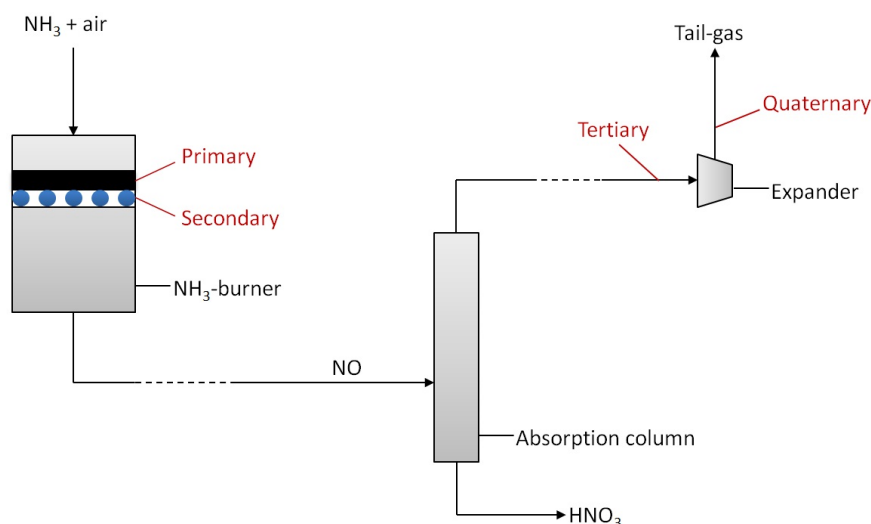 NH₃ + air
Tail-gas
Quaternary
Tertiary
Primary
Expander
Secondary
NH₃-burner
NO
Absorption column
HNO₃